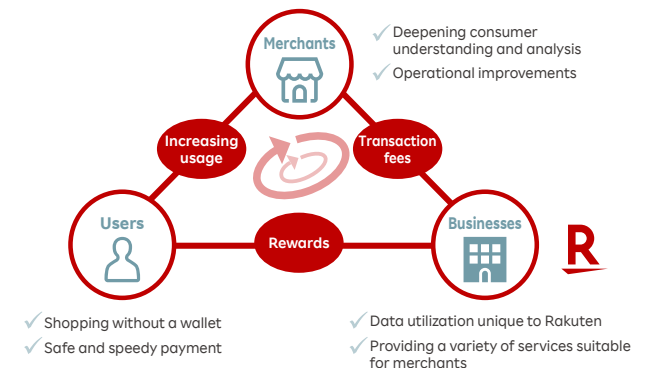 Merchants
Deepening consumer
understanding and analysis
Operational improvements
Increasing
usage
Transaction
fees
Users
Rewards
Businesses
R
Shopping without a wallet
Safe and speedy payment
Data utilization unique to Rakuten
Providing a variety of services suitable
for merchants